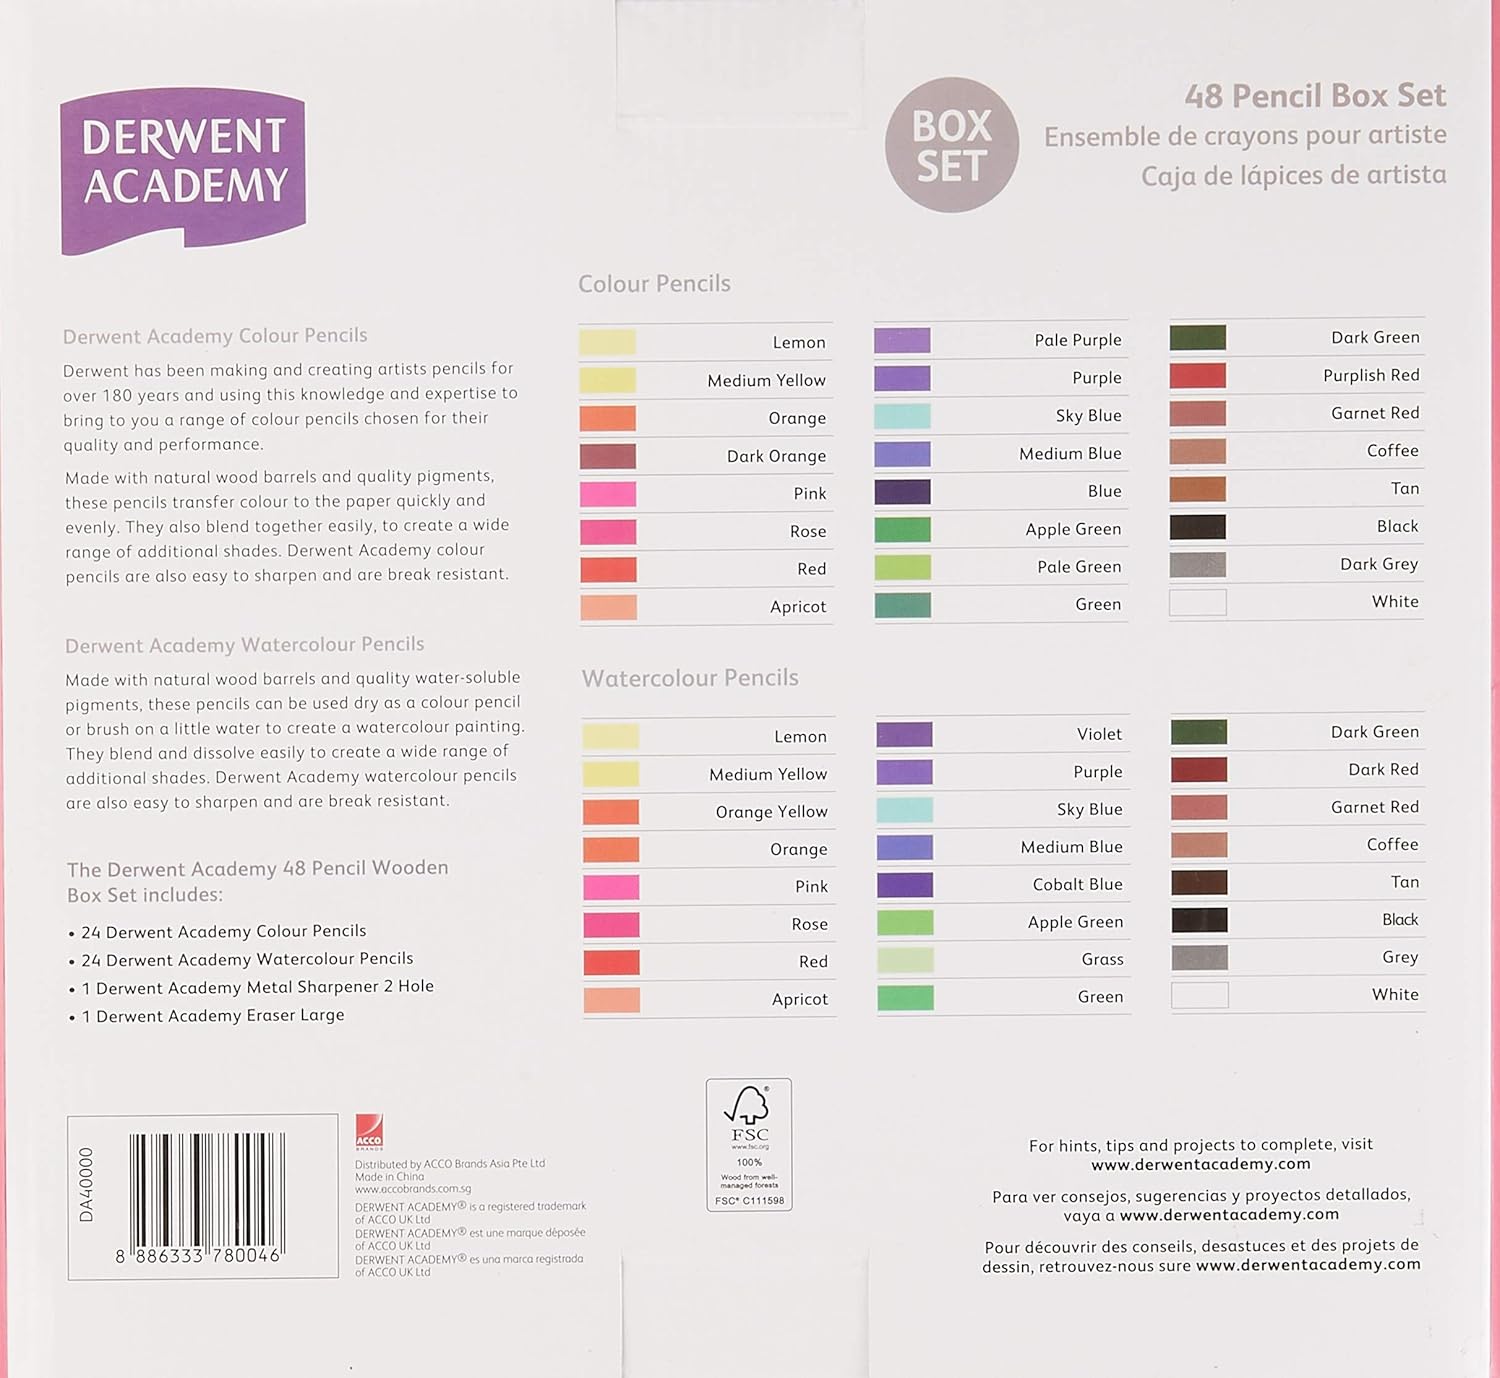 DERWENT
ACADEMY
BOX
SET
48 Pencil Box Set
Ensemble de crayons pour artiste
Caja de lápices de artista
Derwent Academy Colour Pencils
Derwent has been making and creating artists pencils for
over 180 years and using this knowledge and expertise to
bring to you a range of colour pencils chosen for their
quality and performance.
Made with natural wood barrels and quality pigments,
these pencils transfer colour to the paper quickly and
evenly. They also blend together easily, to create a wide
range of additional shades. Derwent Academy colour
pencils are also easy to sharpen and are break resistant.
Derwent Academy Watercolour Pencils
Made with natural wood barrels and quality water-soluble
pigments, these pencils can be used dry as a colour pencil
or brush on a little water to create a watercolour painting.
They blend and dissolve easily to create a wide range of
additional shades. Derwent Academy watercolour pencils
are also easy to sharpen and are break resistant.
The Derwent Academy 48 Pencil Wooden
Box Set includes:
• 24 Derwent Academy Colour Pencils
• 24 Derwent Academy Watercolour Pencils
• 1 Derwent Academy Metal Sharpener 2 Hole
• 1 Derwent Academy Eraser Large
Colour Pencils
Lemon
Medium Yellow
Orange
Dark Orange
Pink
Rose
Red
Apricot
Pale Purple
Purple
Sky Blue
Medium Blue
Blue
Apple Green
Pale Green
Green
Dark Green
Purplish Red
Garnet Red
Coffee
Tan
Black
Dark Grey
White
Watercolour Pencils
Lemon
Medium Yellow
Orange Yellow
Orange
Pink
Rose
Red
Apricot
Violet
Purple
Sky Blue
Medium Blue
Cobalt Blue
Apple Green
Grass
Green
Dark Green
Dark Red
Garnet Red
Coffee
Tan
Black
Grey
White
DA40000
8 886333 780046
ACCO
BRANDS
Distributed by ACCO Brands Asia Pte Ltd
Made in China
www.accobrands.com.sg
DERWENT ACADEMY® is a registered trademark
of ACCO UK Ltd
DERWENT ACADEMY® est une marque déposée
of ACCO UK Ltd
DERWENT ACADEMY® es una marca registrada
of ACCO UK Ltd
®
FSC
www.fsc.org
100%
Wood from well-
managed forests
FSC® C111598
For hints, tips and projects to complete, visit
www.derwentacademy.com
Para ver consejos, sugerencias y proyectos detallados,
vaya a www.derwentacademy.com
Pour découvrir des conseils, desastuces et des projets de
dessin, retrouvez-nous sure www.derwentacademy.com